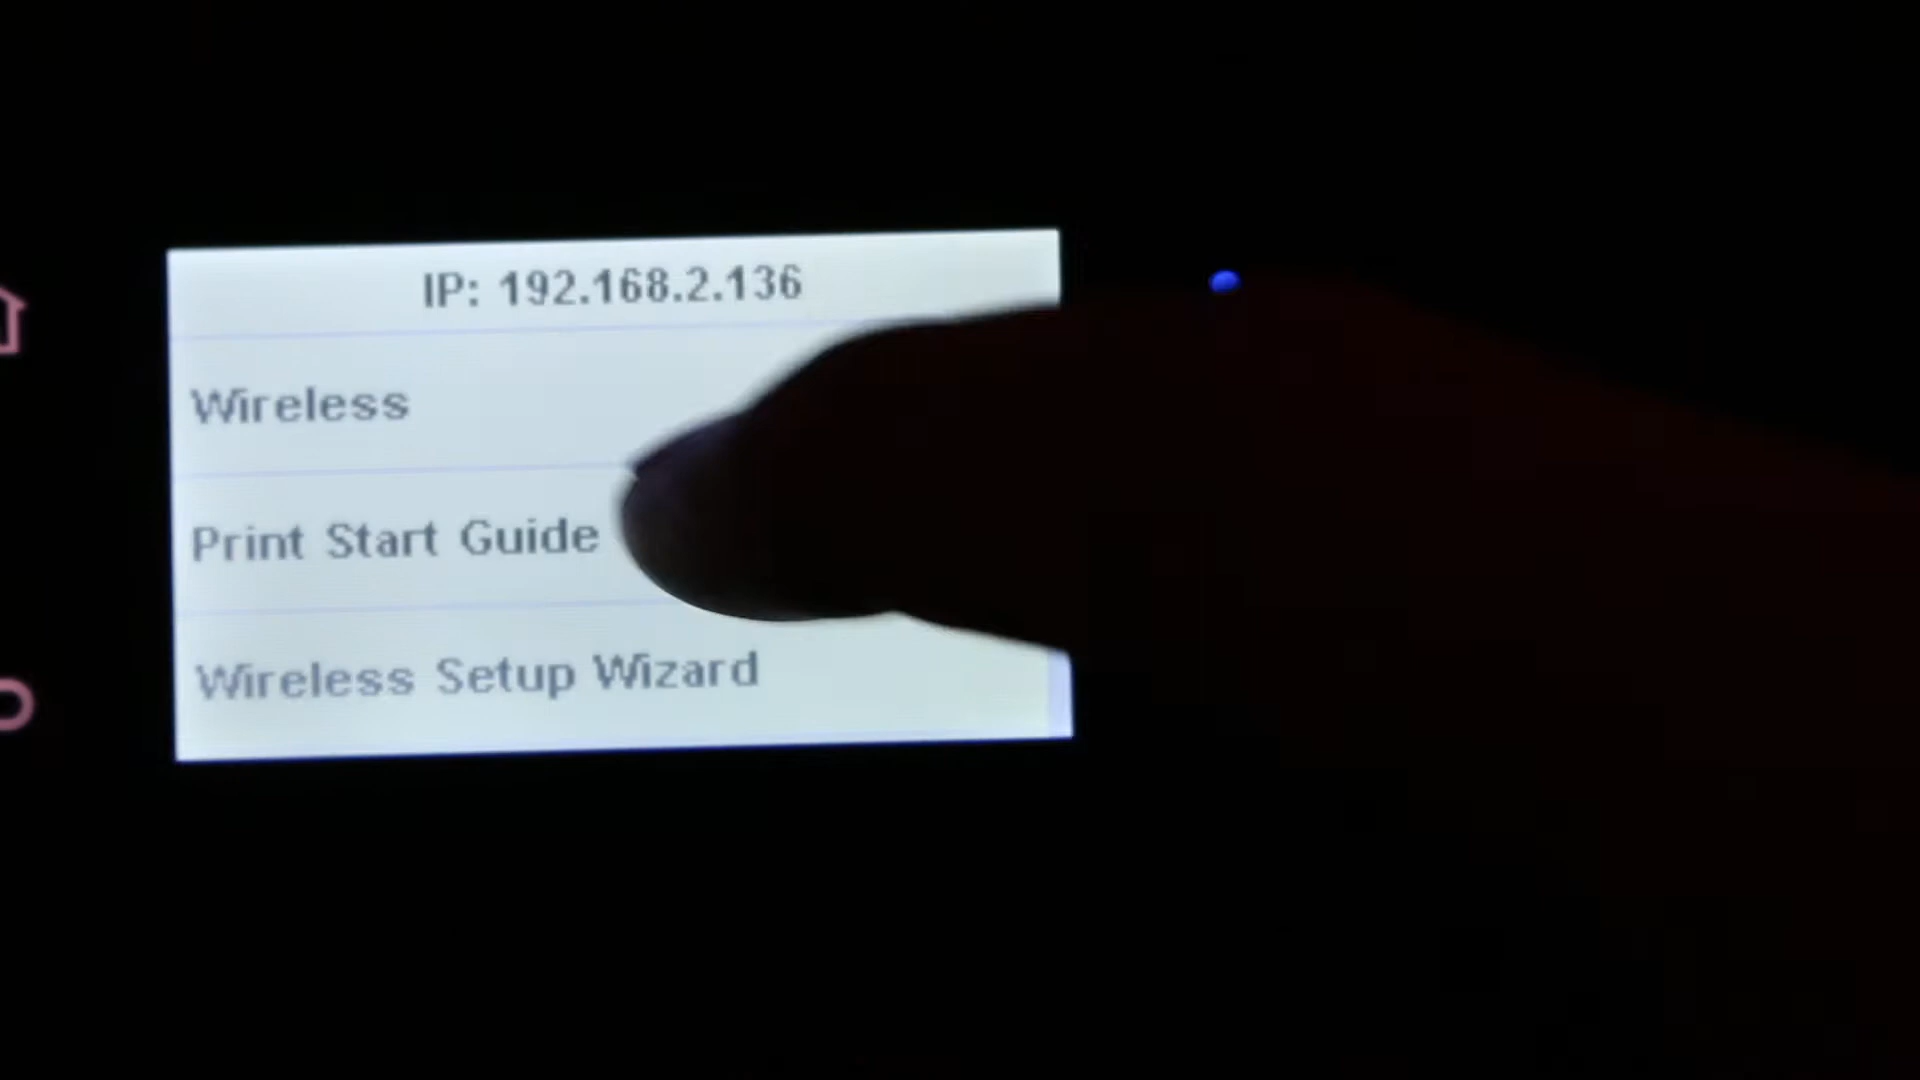 IP: 192.168.2.136
Wireless
Print Start Guide
Wireless Setup Wizard